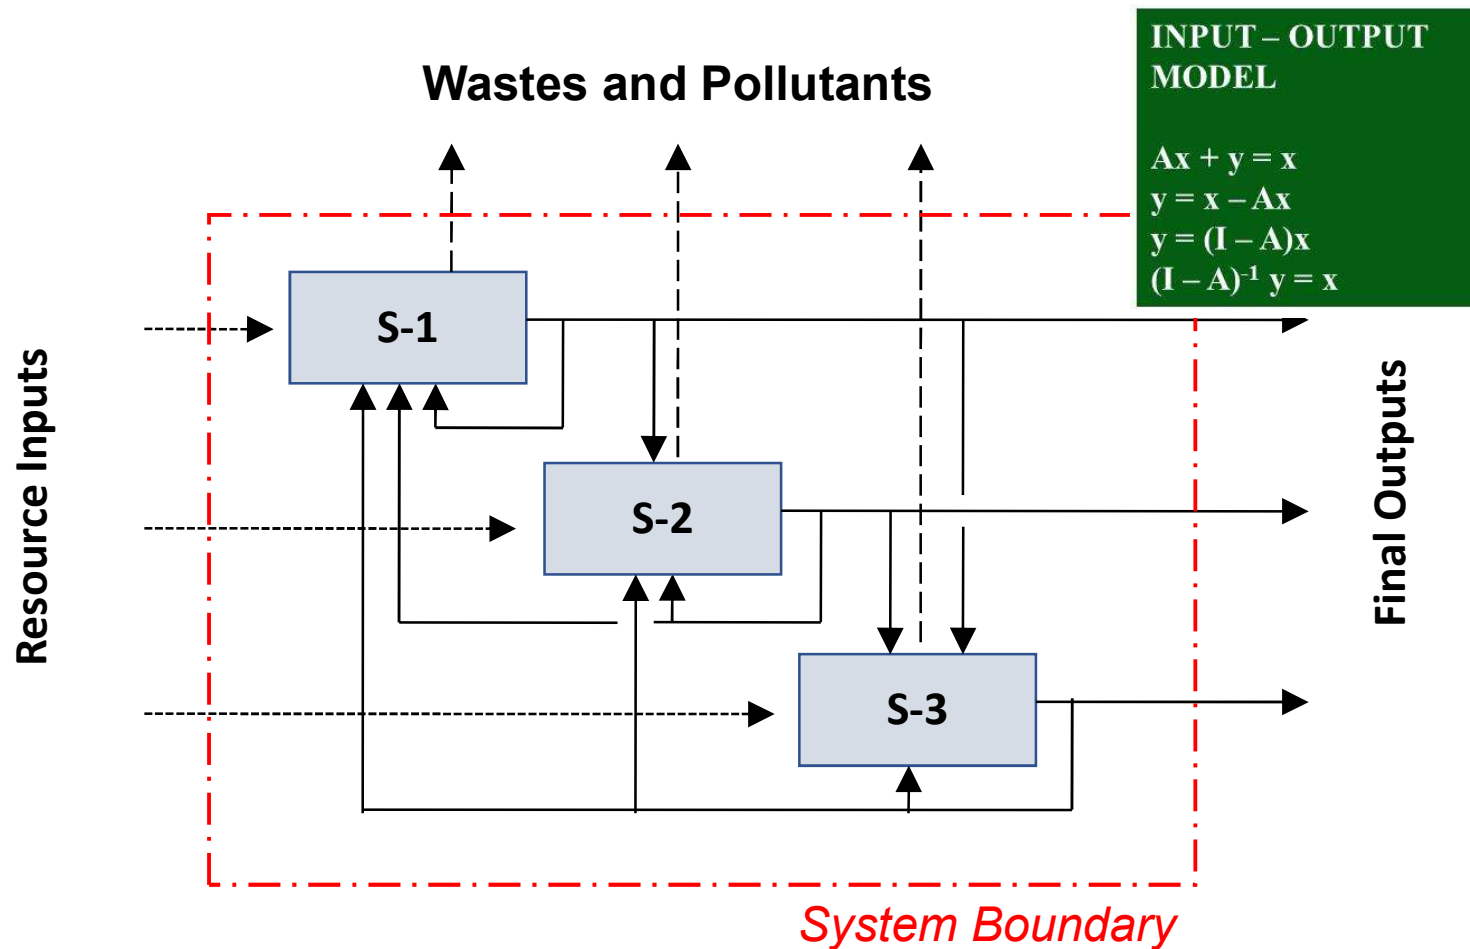 INPUT – OUTPUT
MODEL
Ax + y = x
y = x – Ax
y = (I – A)x
(I – A)⁻¹ y = x
Wastes and Pollutants
S-1
S-2
S-3
Resource Inputs
Final Outputs
System Boundary